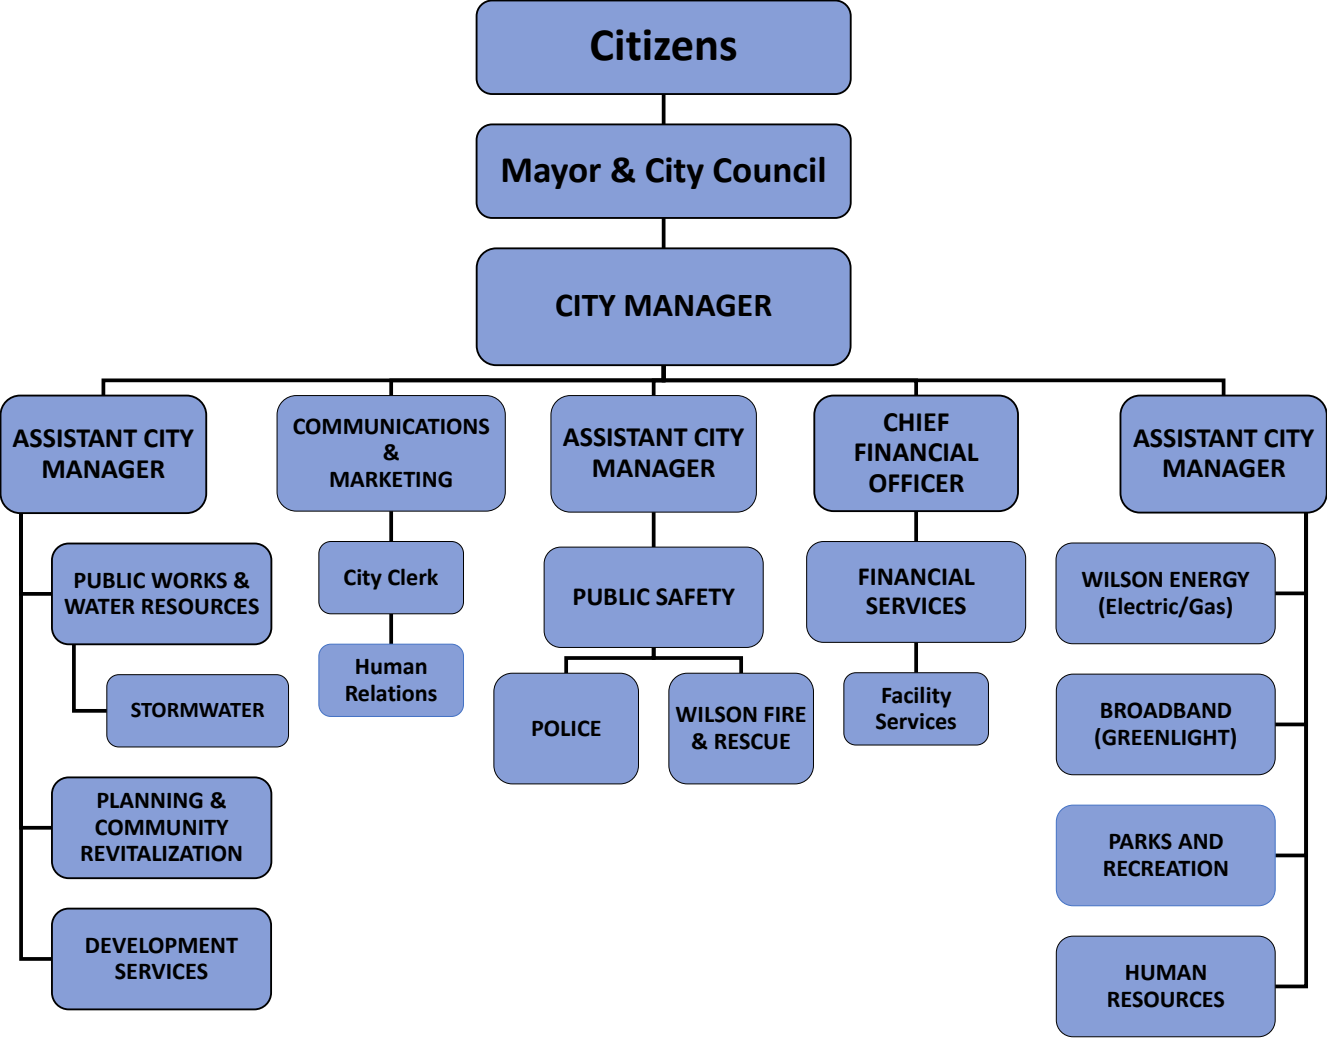 Citizens
Mayor & City Council
CITY MANAGER
ASSISTANT CITY
MANAGER
COMMUNICATIONS
&
MARKETING
ASSISTANT CITY
MANAGER
CHIEF
FINANCIAL
OFFICER
ASSISTANT CITY
MANAGER
PUBLIC WORKS &
WATER RESOURCES
STORMWATER
PLANNING &
COMMUNITY
REVITALIZATION
DEVELOPMENT
SERVICES
City Clerk
Human
Relations
PUBLIC SAFETY
POLICE
WILSON FIRE
& RESCUE
FINANCIAL
SERVICES
Facility
Services
WILSON ENERGY
(Electric/Gas)
BROADBAND
(GREENLIGHT)
PARKS AND
RECREATION
HUMAN
RESOURCES